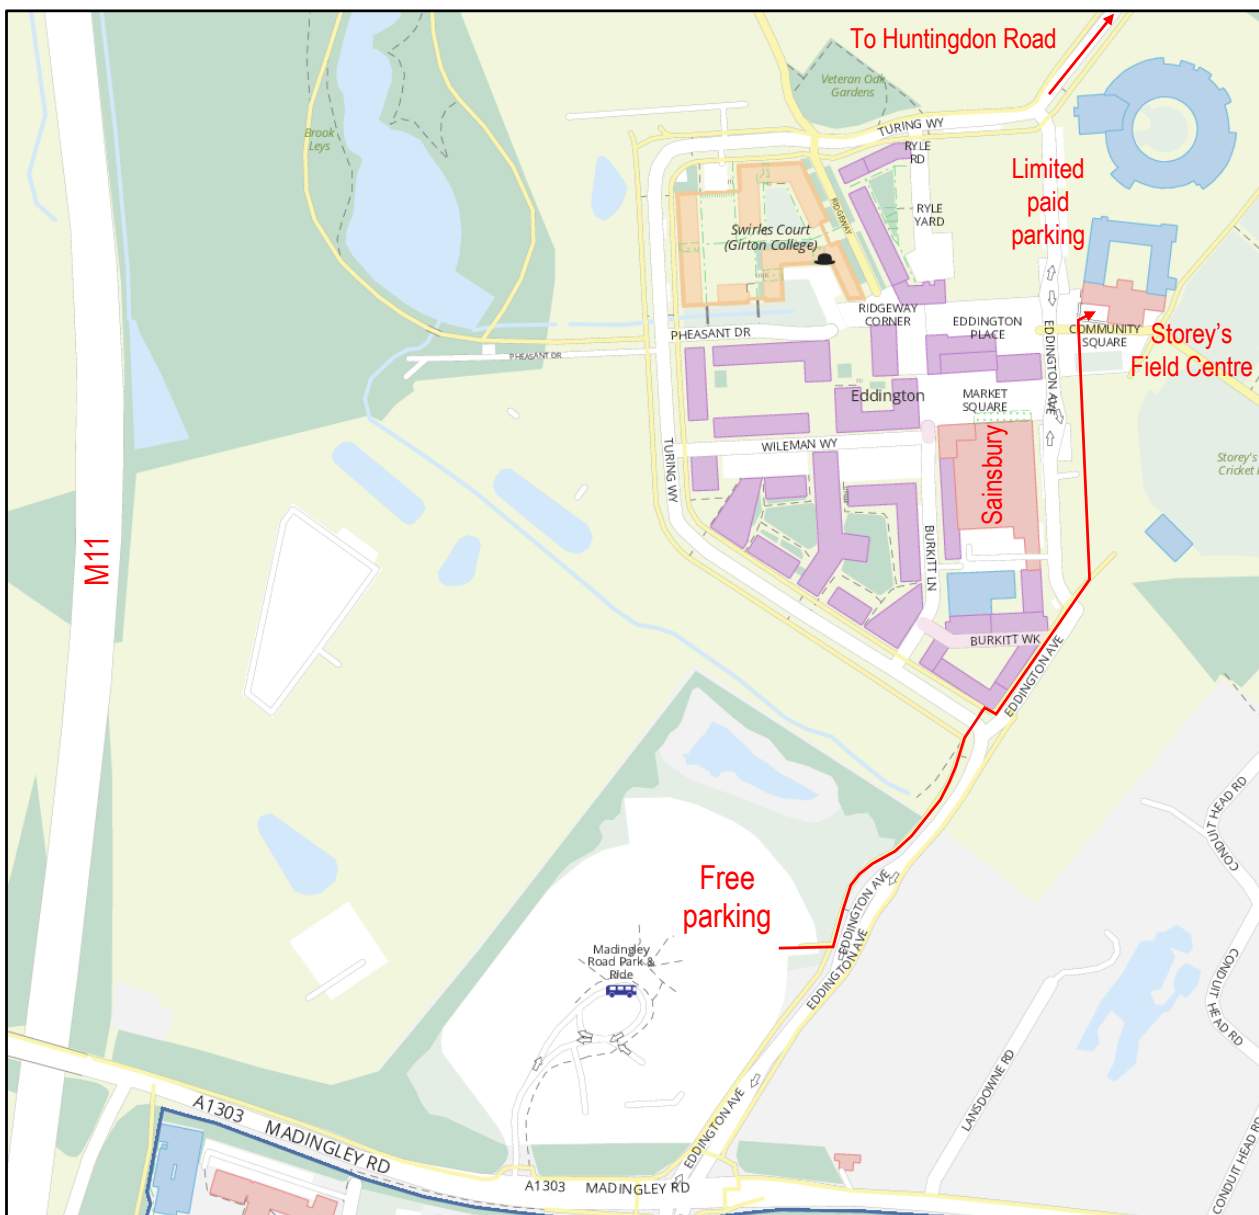 To Huntingdon Road
Veteran Oak
Gardens
Brook
Leys
TURING WY
RYLE
RD
Limited
paid
parking
RIDGEWAY
RYLE
YARD
Swirles Court
(Girton College)
RIDGEWAY
CORNER
EDDINGTON
PLACE
EDDINGTON AVE
COMMUNITY
SQUARE
Storey's
Field Centre
PHEASANT DR
PHEASANT DR
Eddington
MARKET
SQUARE
WILEMAN WY
TURING WY
Sainsbury
Storey's
Cricket
M11
BURKITT LN
BURKITT WK
EDDINGTON AVE
CONDUIT HEAD RD
CONDUIT HEAD RD
CONDUIT HEAD RD
Free
parking
EDDINGTON AVE
EDDINGTON AVE
Madingley
Road Park &
Ride
LANSDOWNE RD
EDDINGTON AVE
A1303
MADINGLEY RD
A1303
MADINGLEY RD